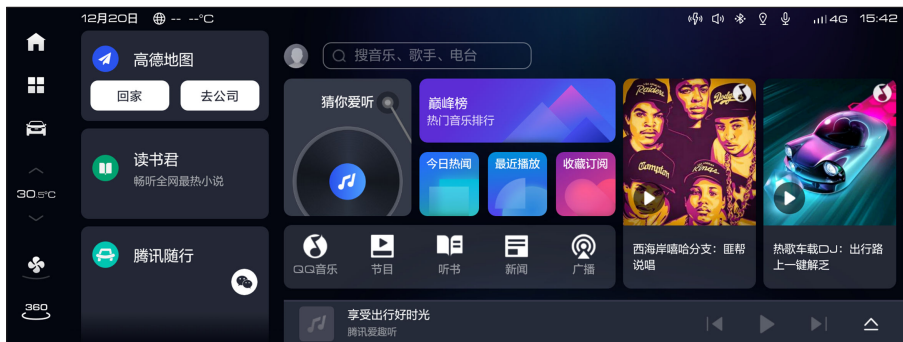 12月20日 -- --°C
4G 15:42
30.5°C
360
高德地图
回家 去公司
读书君
畅听全网最热小说
腾讯随行
搜音乐、歌手、电台
猜你爱听
巅峰榜
热门音乐排行
今日热闻 最近播放 收藏订阅
QQ音乐 节目 听书 新闻 广播
Raiders
Dodgers
Compton
Kings
西海岸嘻哈分支：匪帮
说唱
热歌车载DJ：出行路
上一键解乏
享受出行好时光
腾讯爱趣听